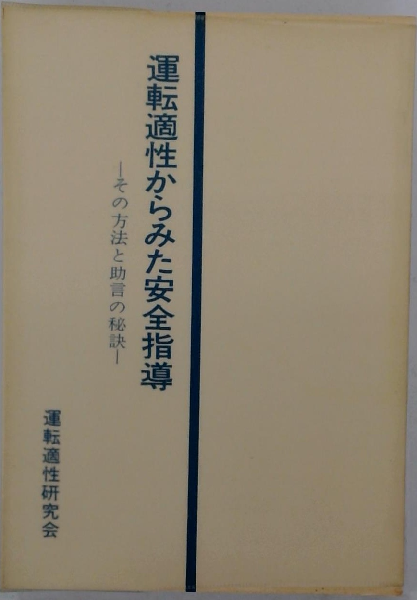 運転適性からみた安全指導
―その方法と助言の秘訣―
運転適性研究会